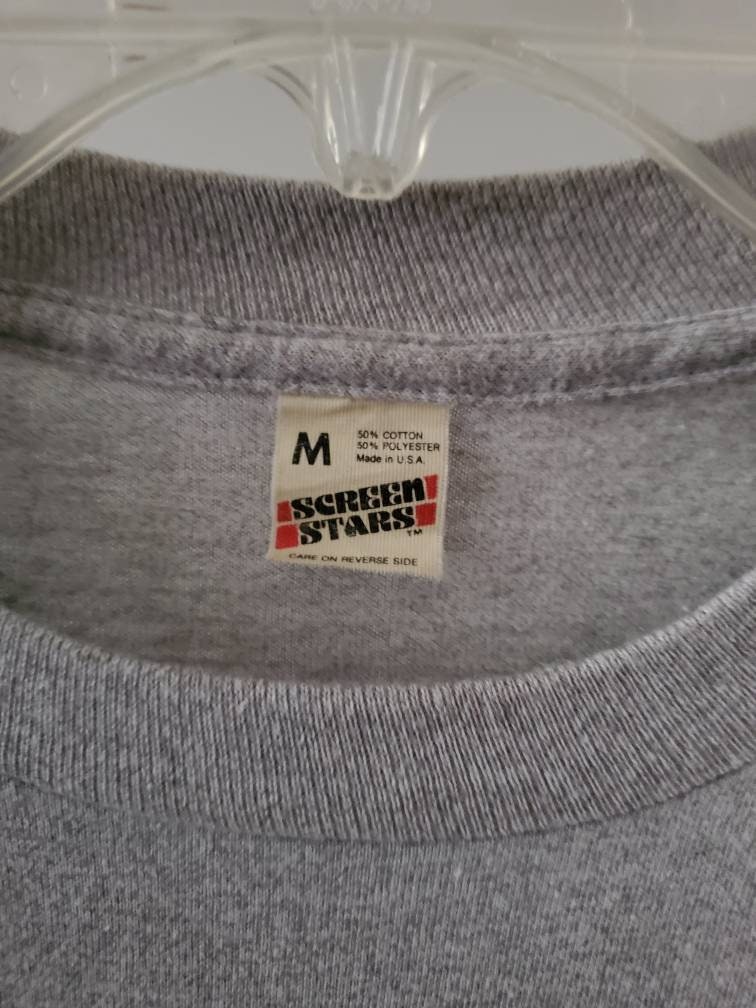 M
50% COTTON
50% POLYESTER
Made in U.S.A.
SCREEN
STARS
TM
CARE ON REVERSE SIDE